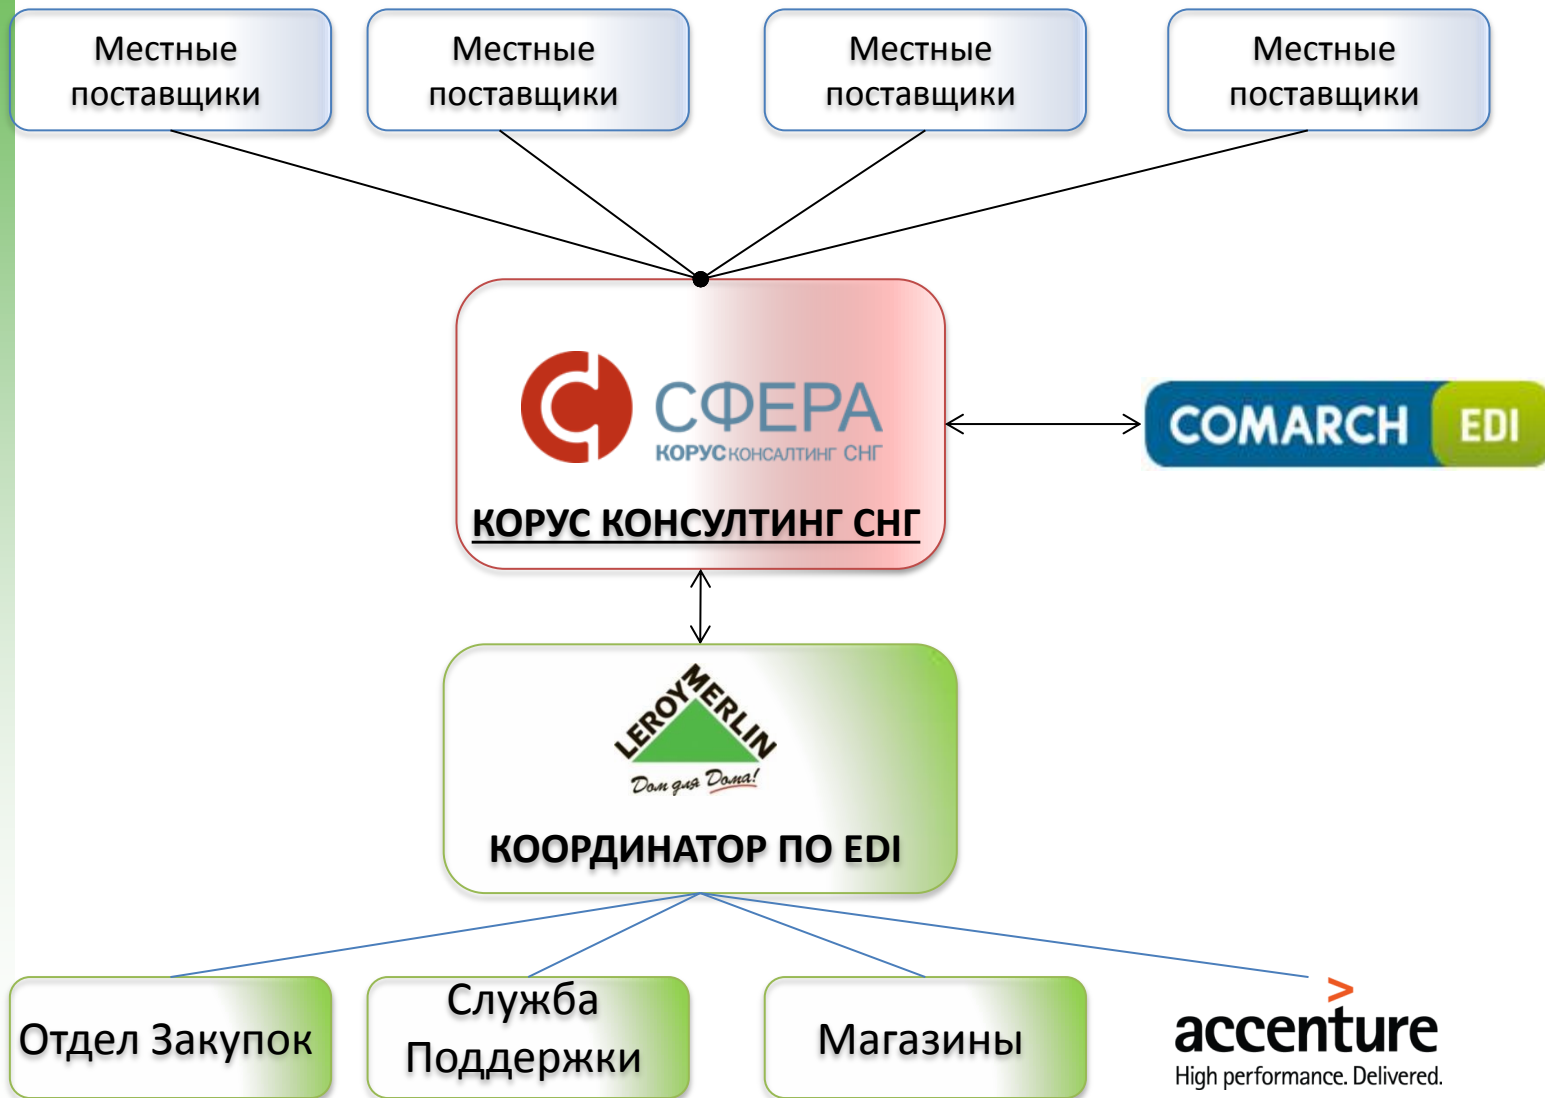 Местные
поставщики
Местные
поставщики
Местные
поставщики
Местные
поставщики
СФЕРА
КОРУС КОНСАЛТИНГ СНГ
КОРУС КОНСУЛТИНГ СНГ
COMARCH EDI
LEROY MERLIN
Дом для Дома!
КООРДИНАТОР ПО EDI
Отдел Закупок
Служба
Поддержки
Магазины
>
accenture
High performance. Delivered.